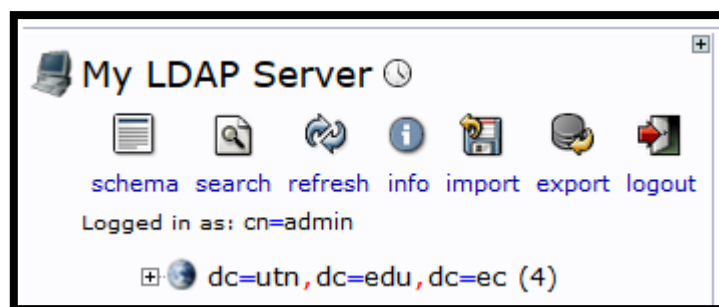 My LDAP Server
schema search refresh info import export logout
Logged in as: cn=admin
dc=utn,dc=edu,dc=ec (4)